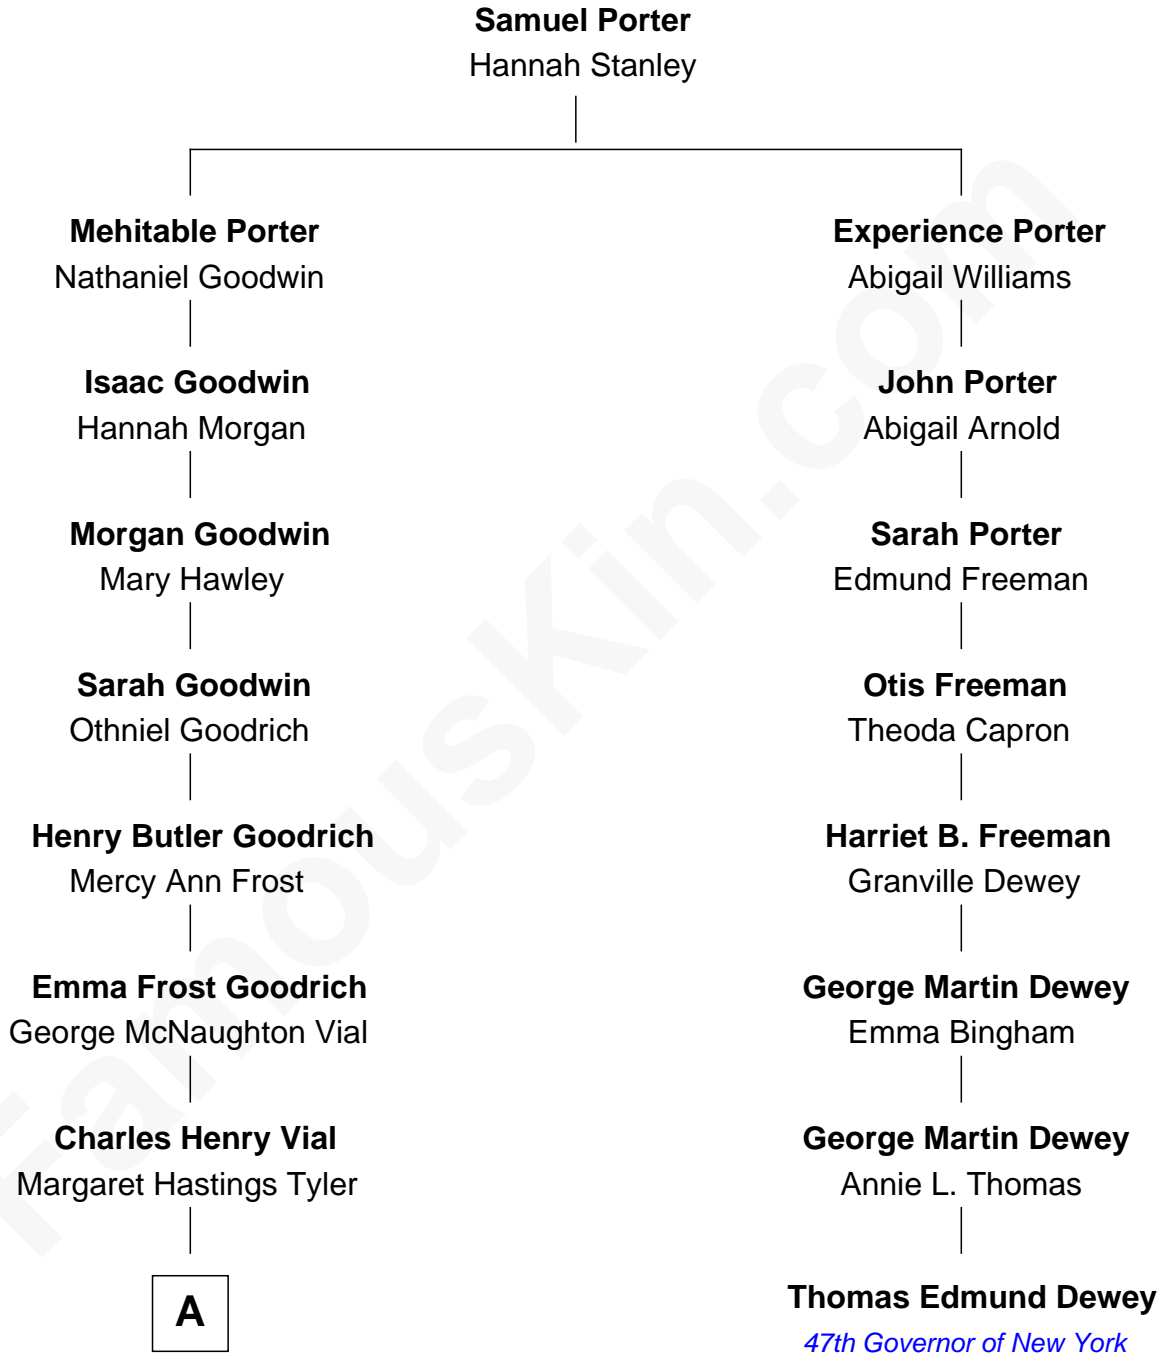 Samuel Porter
Hannah Stanley
Mehitable Porter
Nathaniel Goodwin
Experience Porter
Abigail Williams
Isaac Goodwin
Hannah Morgan
John Porter
Abigail Arnold
Morgan Goodwin
Mary Hawley
Sarah Porter
Edmund Freeman
Sarah Goodwin
Othniel Goodrich
Otis Freeman
Theoda Capron
Henry Butler Goodrich
Mercy Ann Frost
Harriet B. Freeman
Granville Dewey
Emma Frost Goodrich
George McNaughton Vial
George Martin Dewey
Emma Bingham
Charles Henry Vial
Margaret Hastings Tyler
George Martin Dewey
Annie L. Thomas
A
Thomas Edmund Dewey
47th Governor of New York
FamousKin.com